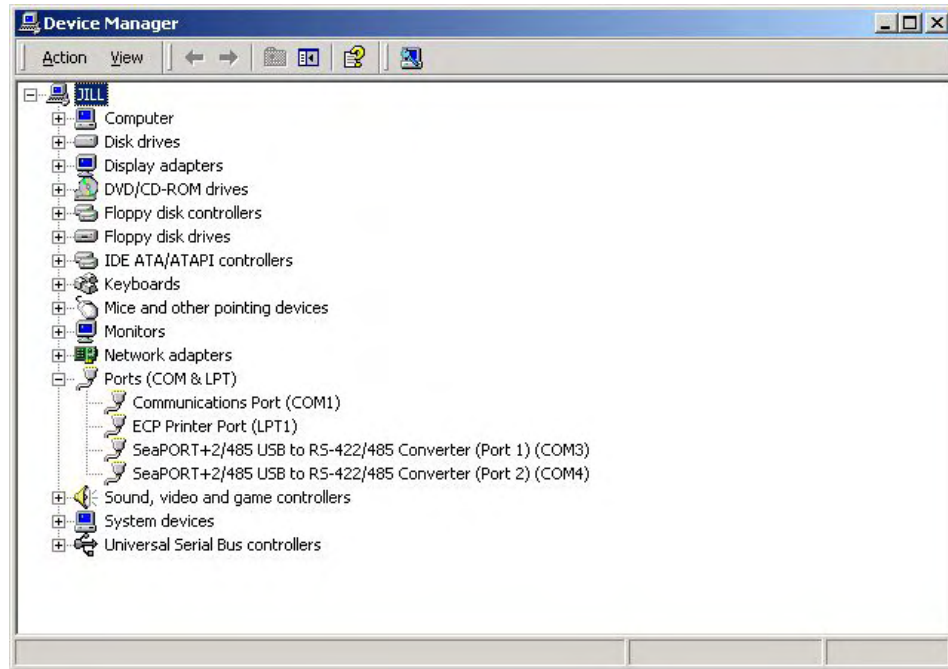 Device Manager
Action View
JILL
Computer
Disk drives
Display adapters
DVD/CD-ROM drives
Floppy disk controllers
Floppy disk drives
IDE ATA/ATAPI controllers
Keyboards
Mice and other pointing devices
Monitors
Network adapters
Ports (COM & LPT)
Communications Port (COM1)
ECP Printer Port (LPT1)
SeaPORT+2/485 USB to RS-422/485 Converter (Port 1) (COM3)
SeaPORT+2/485 USB to RS-422/485 Converter (Port 2) (COM4)
Sound, video and game controllers
System devices
Universal Serial Bus controllers